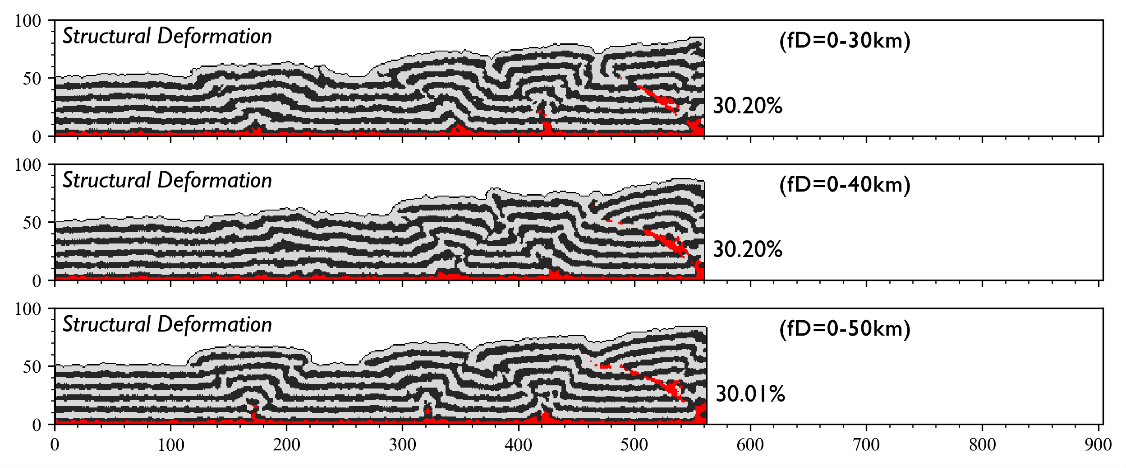 100
Structural Deformation
(fD=0-30km)
50
30.20%
0
100
Structural Deformation
(fD=0-40km)
50
30.20%
0
100
Structural Deformation
(fD=0-50km)
50
30.01%
0
0 100 200 300 400 500 600 700 800 900